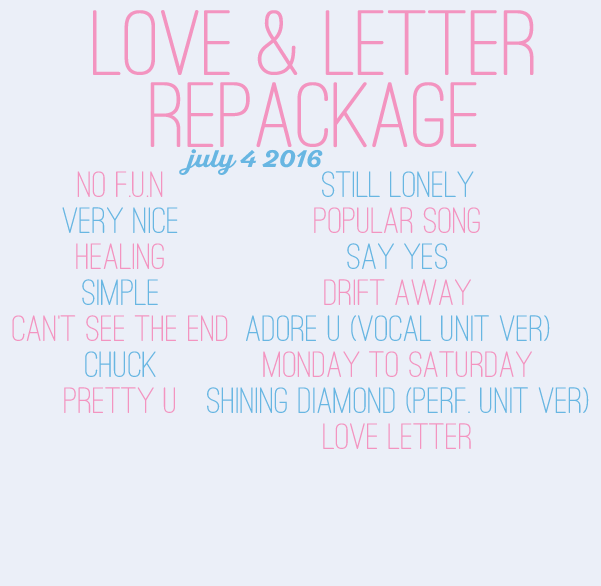 LOVE & LETTER
REPACKAGE
july 4 2016
NO F.U.N
VERY NICE
HEALING
SIMPLE
CAN'T SEE THE END
CHUCK
PRETTY U
STILL LONELY
POPULAR SONG
SAY YES
DRIFT AWAY
ADORE U (VOCAL UNIT VER)
MONDAY TO SATURDAY
SHINING DIAMOND (PERF. UNIT VER)
LOVE LETTER